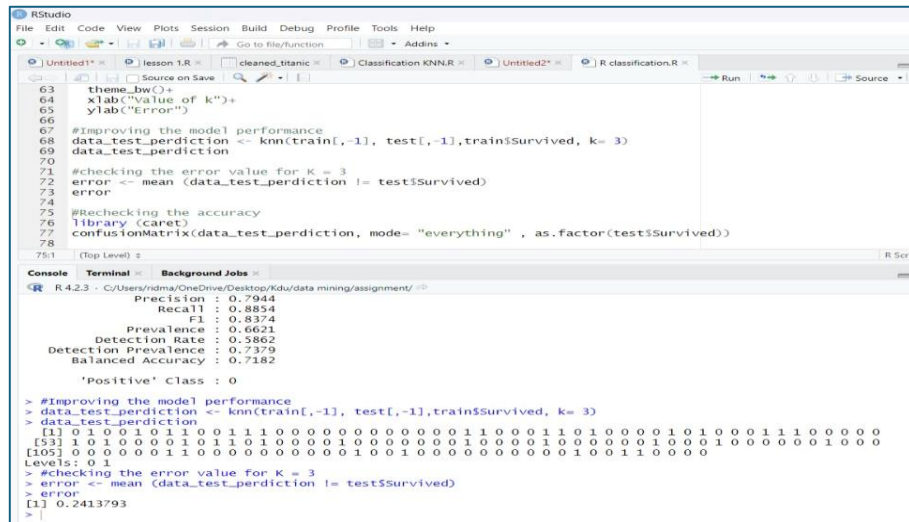 RStudio
File Edit Code View Plots Session Build Debug Profile Tools Help
Go to file/function Addins
Untitled1* lesson 1.R cleaned_titanic Classification KNN.R Untitled2* R classification.R
Source on Save Run Source
63 theme_bw()+
64 xlab("Value of k")+
65 ylab("Error")
66
67 #Improving the model performance
68 data_test_perdiction <- knn(train[,-1], test[,-1],train$Survived, k= 3)
69 data_test_perdiction
70
71 #checking the error value for K = 3
72 error <- mean (data_test_perdiction != test$Survived)
73 error
74
75 #Rechecking the accuracy
76 library (caret)
77 confusionMatrix(data_test_perdiction, mode= "everything" , as.factor(test$Survived))
78
75:1 (Top Level) R Scr
Console Terminal Background Jobs
R 4.2.3 · C:/Users/ridma/OneDrive/Desktop/Kdu/data mining/assignment/
Precision : 0.7944
Recall : 0.8854
F1 : 0.8374
Prevalence : 0.6621
Detection Rate : 0.5862
Detection Prevalence : 0.7379
Balanced Accuracy : 0.7182
'Positive' Class : 0
> #Improving the model performance
> data_test_perdiction <- knn(train[,-1], test[,-1],train$Survived, k= 3)
> data_test_perdiction
[1]
[53]
[105]
Levels: 0 1
> #checking the error value for K = 3
> error <- mean (data_test_perdiction != test$Survived)
> error
[1] 0.2413793
>